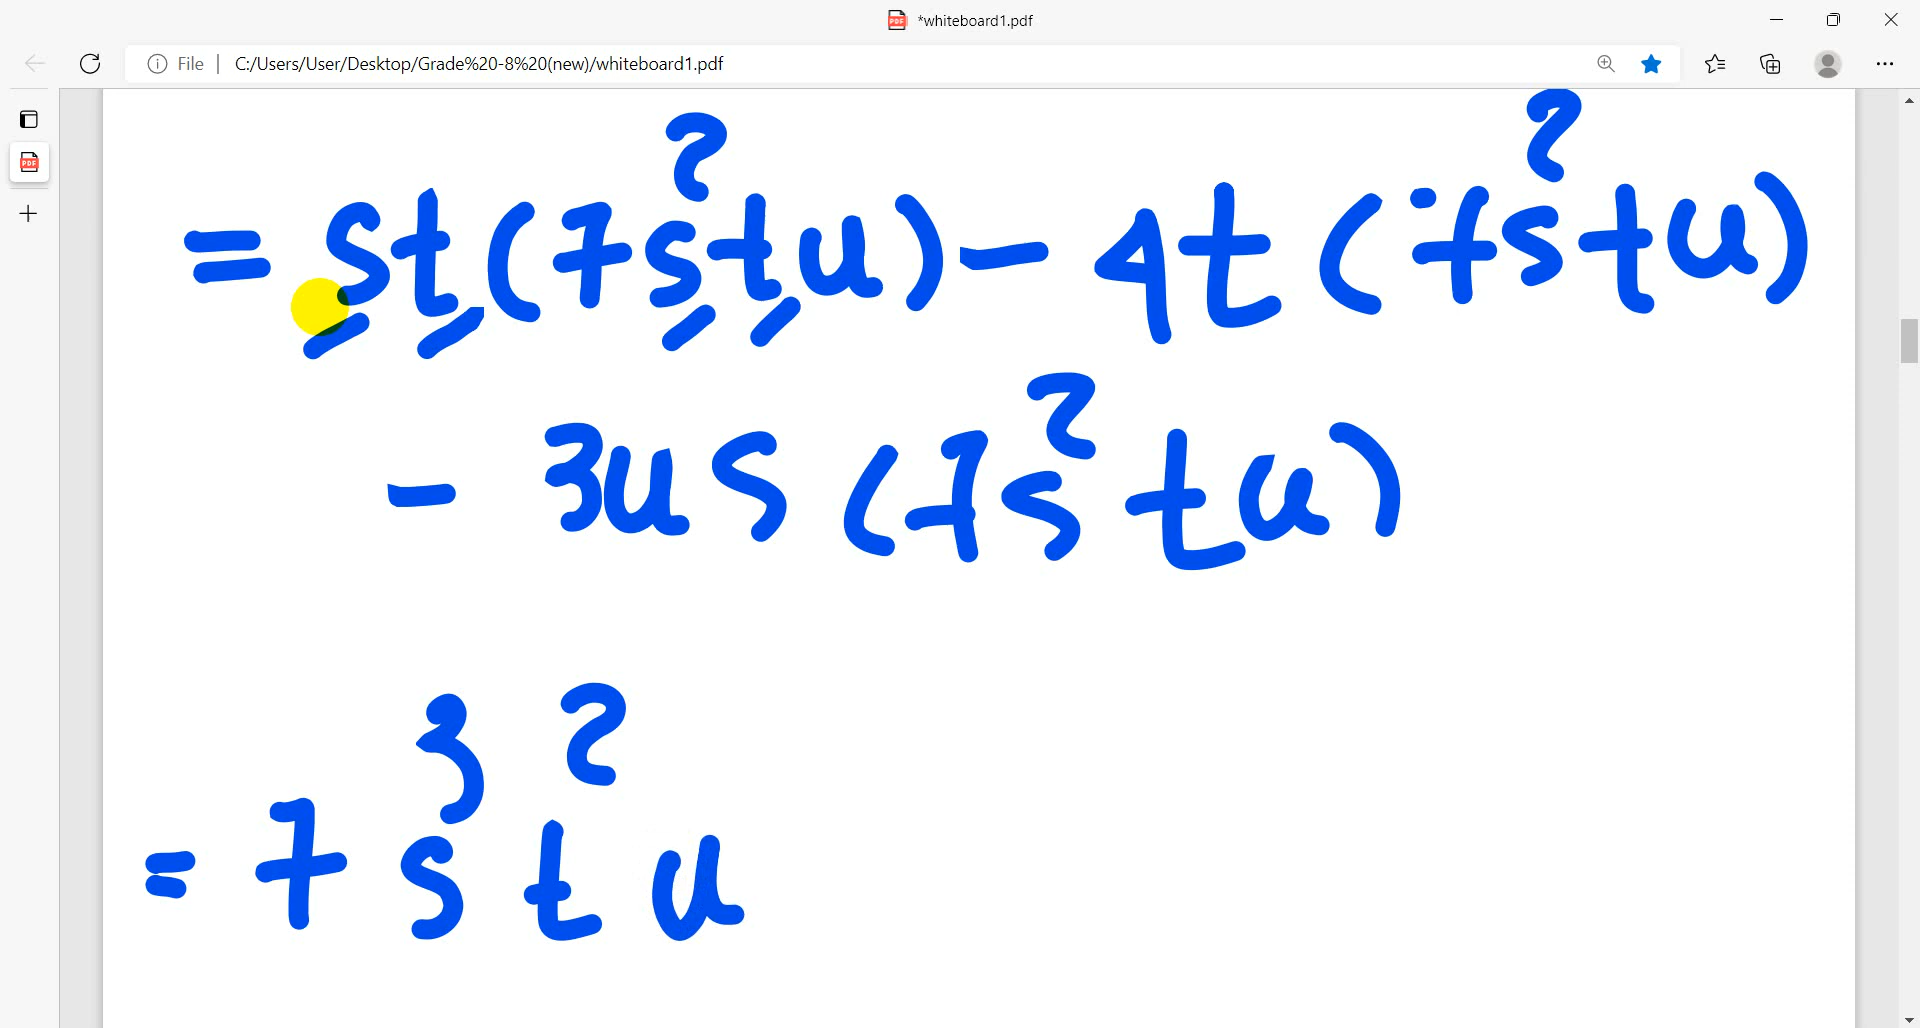 *whiteboard1.pdf
File | C:/Users/User/Desktop/Grade%20-8%20(new)/whiteboard1.pdf
= st(7s²tu) - 4t(7s²tu)
- 3us(7s²tu)
= 7s³t²u